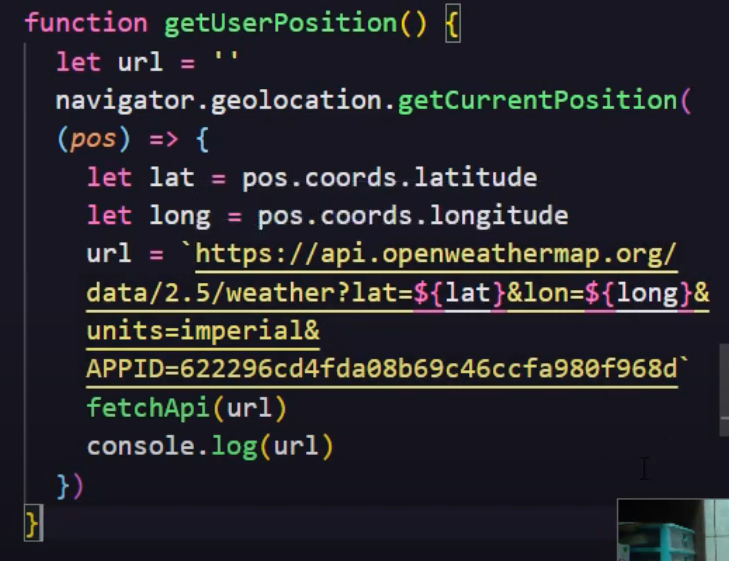 function getUserPosition() {
let url = ''
navigator.geolocation.getCurrentPosition(
(pos) => {
let lat = pos.coords.latitude
let long = pos.coords.longitude
url = `https://api.openweathermap.org/
data/2.5/weather?lat=${lat}&lon=${long}&
units=imperial&
APPID=622296cd4fda08b69c46ccfa980f968d`
fetchApi(url)
console.log(url)
})
}